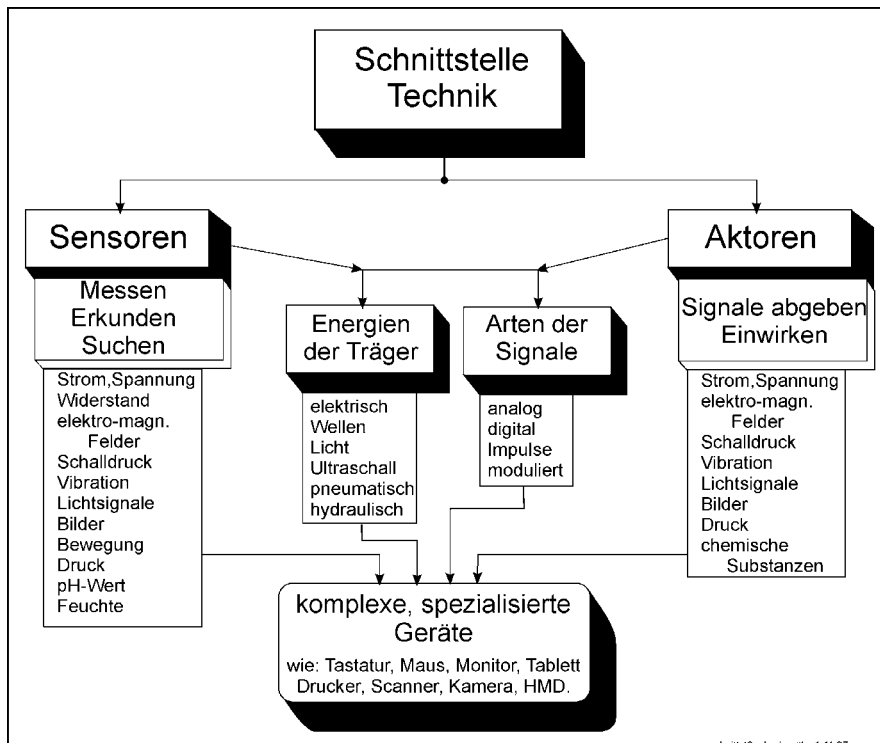 Schnittstelle
Technik
Sensoren
Messen
Erkunden
Suchen
Strom,Spannung
Widerstand
elektro-magn.
Felder
Schalldruck
Vibration
Lichtsignale
Bilder
Bewegung
Druck
pH-Wert
Feuchte
Energien
der Träger
elektrisch
Wellen
Licht
Ultraschall
pneumatisch
hydraulisch
Arten der
Signale
analog
digital
Impulse
moduliert
Aktoren
Signale abgeben
Einwirken
Strom,Spannung
elektro-magn.
Felder
Schalldruck
Vibration
Lichtsignale
Bilder
Druck
chemische
Substanzen
komplexe, spezialisierte
Geräte
wie: Tastatur, Maus, Monitor, Tablett
Drucker, Scanner, Kamera, HMD.